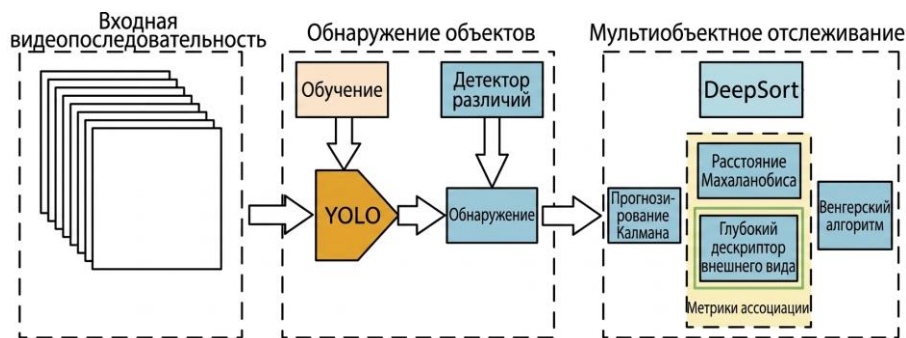 Входная
видеопоследовательность
Обнаружение объектов
Обучение
Детектор
различий
YOLO
Обнаружение
Мультиобъектное отслеживание
DeepSort
Прогнози-
рование
Калмана
Расстояние
Махаланобиса
Глубокий
дескриптор
внешнего вида
Метрики ассоциации
Венгерский
алгоритм